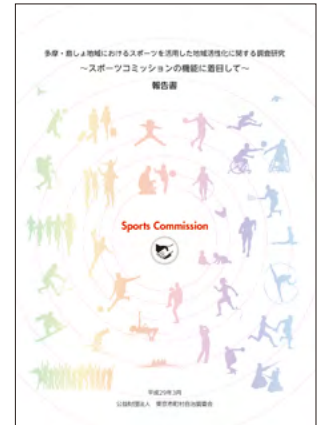 多摩・島しょ地域におけるスポーツを活用した地域活性化に関する調査研究
～スポーツコミッションの機能に着目して～
報告書
Sports Commission
平成29年3月
公益財団法人　東京市町村自治調査会